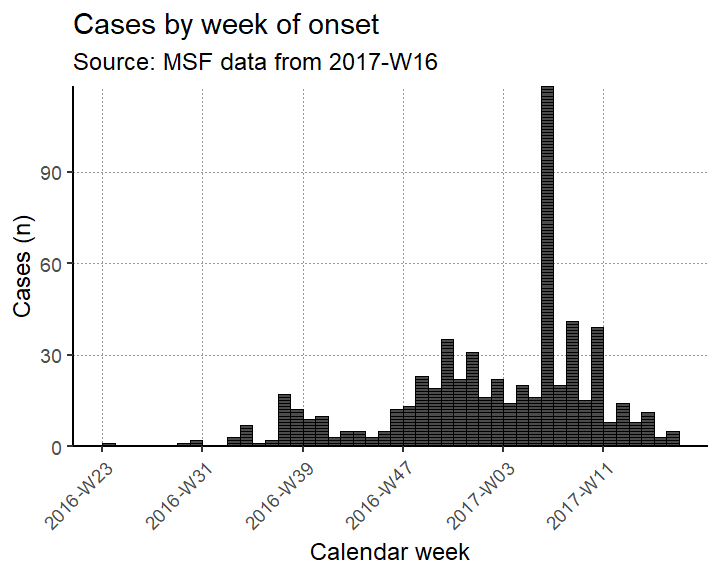 Cases by week of onset
Source: MSF data from 2017-W16
90
60
30
0
Cases (n)
2016-W23
2016-W31
2016-W39
2016-W47
2017-W03
2017-W11
Calendar week